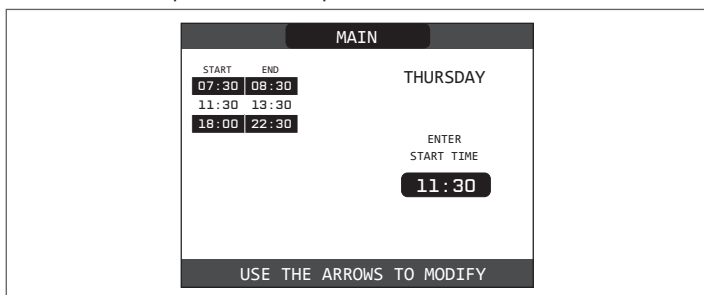 MAIN
START END
07:30 08:30
11:30 13:30
18:00 22:30
THURSDAY
ENTER
START TIME
11:30
USE THE ARROWS TO MODIFY